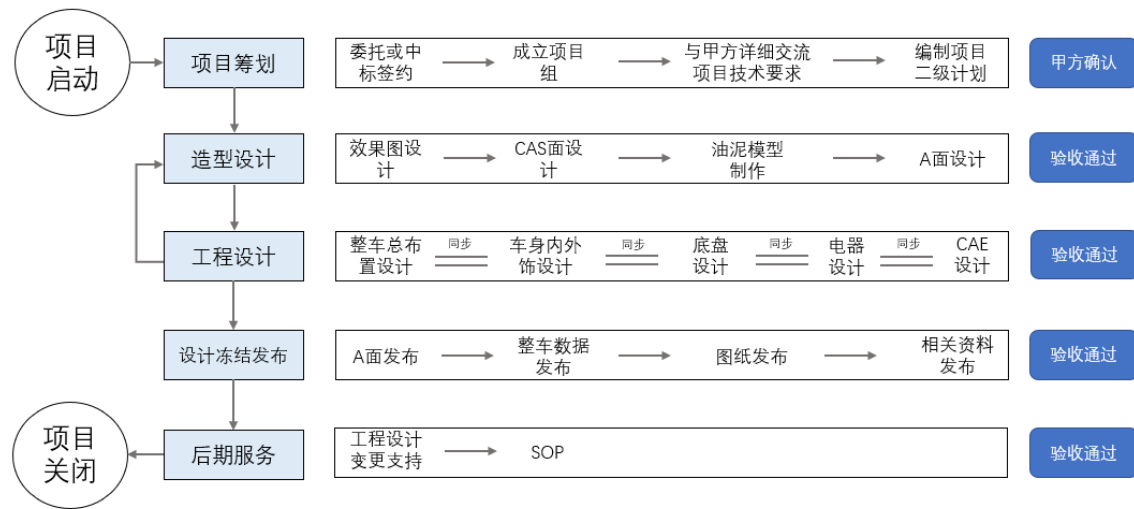 项目
启动
项目筹划
委托或中
标签约
成立项目
组
与甲方详细交流
项目技术要求
编制项目
二级计划
甲方确认
造型设计
效果图设
计
CAS面设
计
油泥模型
制作
A面设计
验收通过
工程设计
整车总布
置设计
同步
车身内外
饰设计
同步
底盘
设计
同步
电器
设计
同步
CAE
设计
验收通过
设计冻结发布
A面发布
整车数据
发布
图纸发布
相关资料
发布
验收通过
项目
关闭
后期服务
工程设计
变更支持
SOP
验收通过